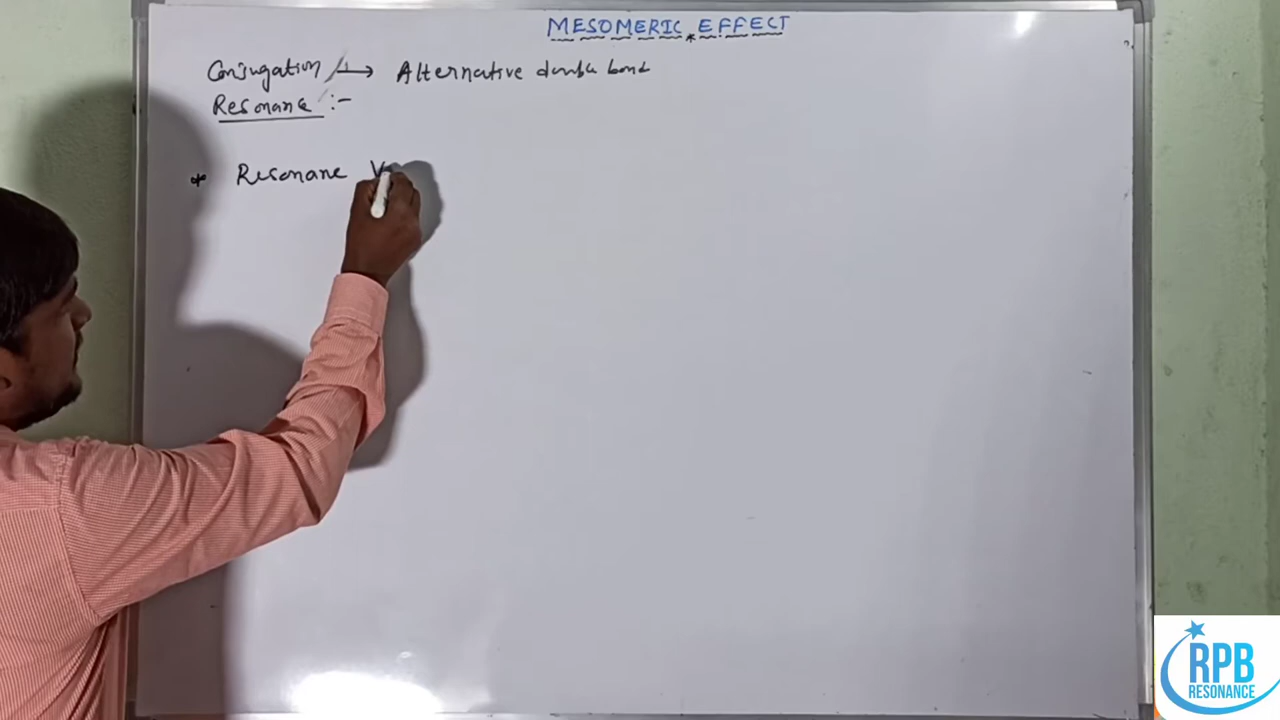 MESOMERIC EFFECT
Conjugation / → Alternative double bond
Resonance :-
* Resonane V
RPB
RESONANCE